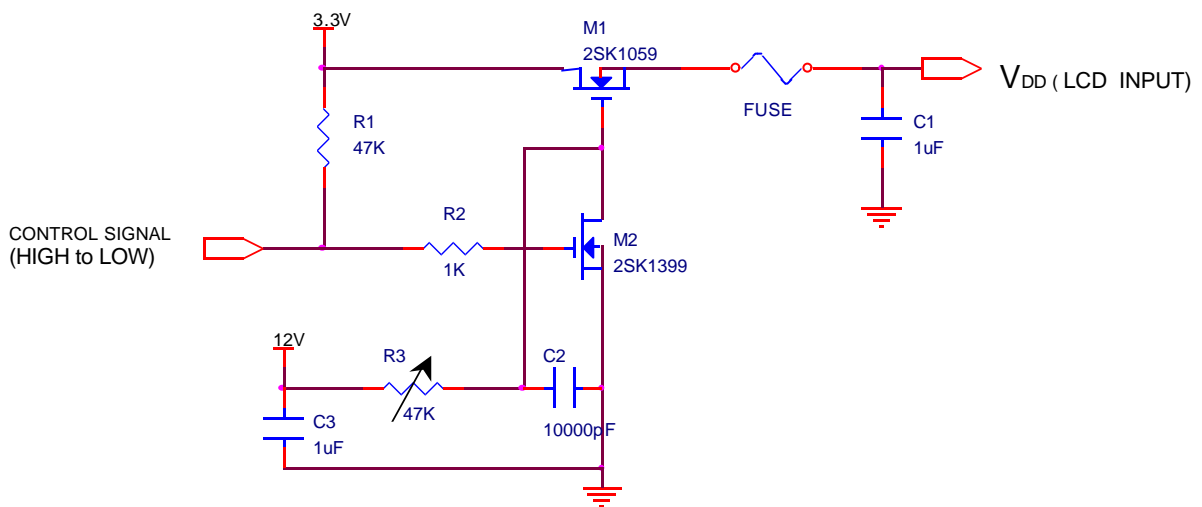 3.3V
M1
2SK1059
FUSE
VDD ( LCD INPUT)
R1
47K
C1
1uF
CONTROL SIGNAL
(HIGH to LOW)
R2
1K
M2
2SK1399
12V
R3
47K
C2
10000pF
C3
1uF